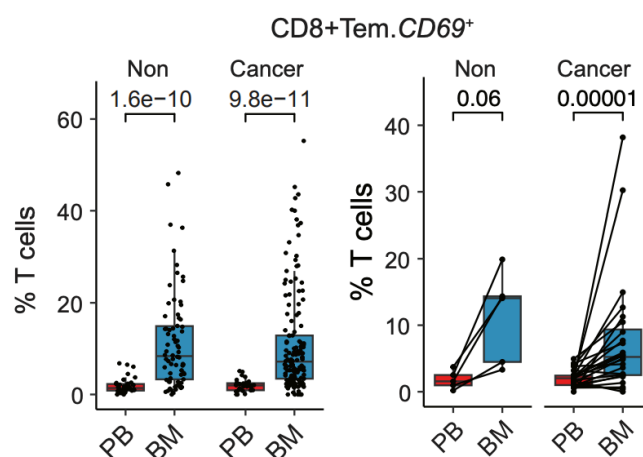 CD8+Tem.CD69+
Non Cancer Non Cancer
1.6e−10 9.8e−11 0.06 0.00001
% T cells
60
40
20
0
% T cells
40
30
20
10
0
PB BM PB BM PB BM PB BM